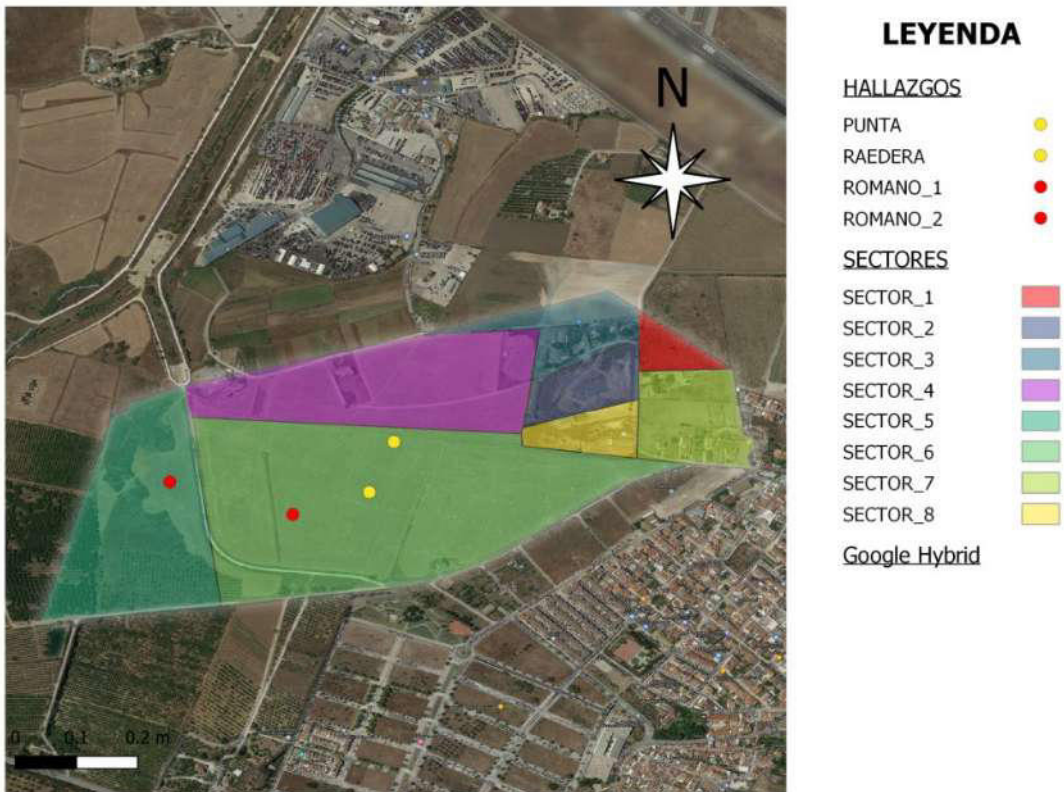 N
0 0.1 0.2 m
LEYENDA
HALLAZGOS
PUNTA
RAEDERA
ROMANO_1
ROMANO_2
SECTORES
SECTOR_1
SECTOR_2
SECTOR_3
SECTOR_4
SECTOR_5
SECTOR_6
SECTOR_7
SECTOR_8
Google Hybrid